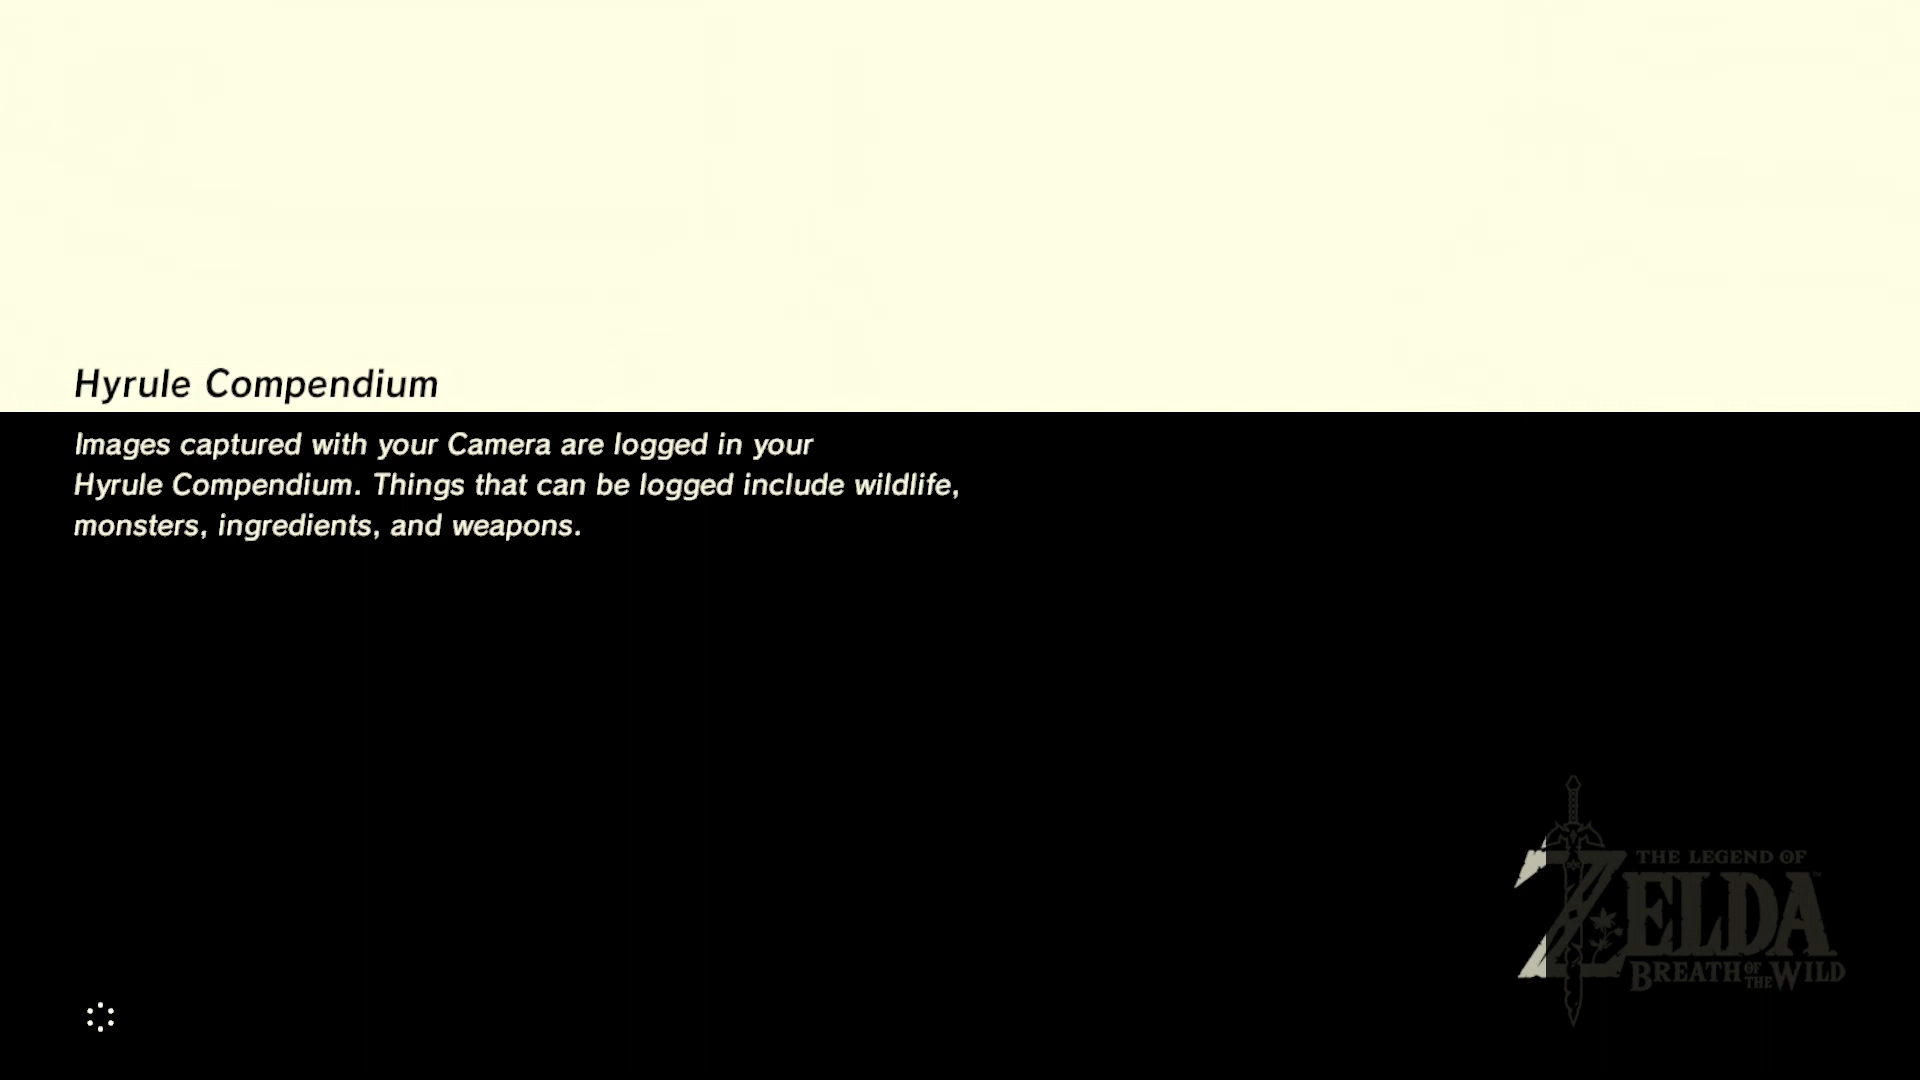 Hyrule Compendium
Images captured with your Camera are logged in your
Hyrule Compendium. Things that can be logged include wildlife,
monsters, ingredients, and weapons.
THE LEGEND OF
ZELDA
BREATH OF THE WILD